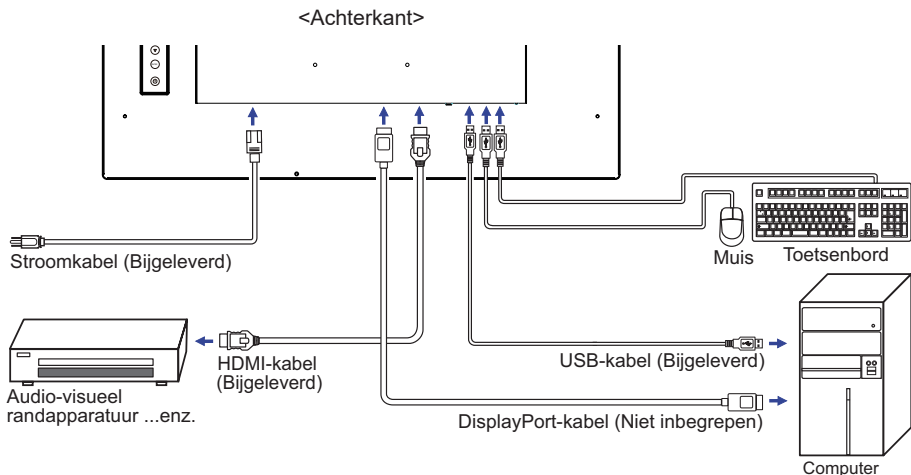 <Achterkant>
Stroomkabel (Bijgeleverd)
Muis
Toetsenbord
HDMI-kabel
(Bijgeleverd)
USB-kabel (Bijgeleverd)
Audio-visueel
randapparatuur ...enz.
DisplayPort-kabel (Niet inbegrepen)
Computer